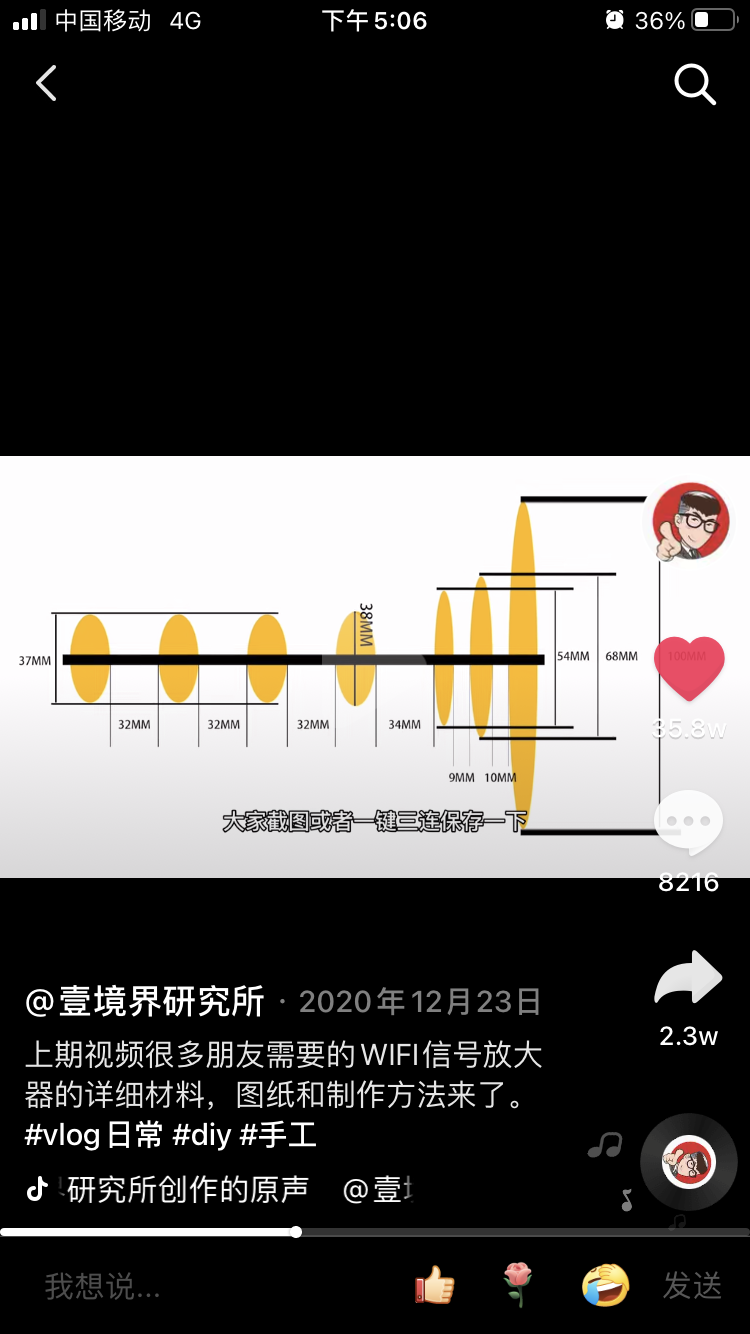 中国移动 4G 下午5:06 36%
38MM
37MM
54MM 68MM 100MM
32MM 32MM 32MM 34MM
35.8w
9MM 10MM
大家截图或者一键三连保存一下
8216
@壹境界研究所 · 2020年12月23日
上期视频很多朋友需要的WIFI信号放大
器的详细材料，图纸和制作方法来了。
2.3w
#vlog日常 #diy #手工
研究所创作的原声 @壹
我想说... 发送